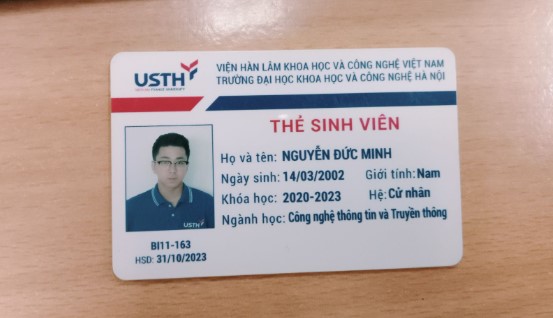 USTH
VIỆN HÀN LÂM KHOA HỌC VÀ CÔNG NGHỆ VIỆT NAM
TRƯỜNG ĐẠI HỌC KHOA HỌC VÀ CÔNG NGHỆ HÀ NỘI
THẺ SINH VIÊN
Họ và tên: NGUYỄN ĐỨC MINH
Ngày sinh: 14/03/2002 Giới tính: Nam
Khóa học: 2020-2023 Hệ: Cử nhân
Ngành học: Công nghệ thông tin và Truyền thông
USTH
BI11-163
HSD: 31/10/2023